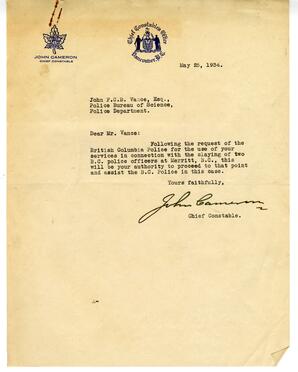 JOHN CAMERON
CHIEF CONSTABLE
Chief Constables Office
Vancouver, B.C.
May 25, 1934.
John F.C.B. Vance, Esq.,
Police Bureau of Science,
Police Department.
Dear Mr. Vance:
Following the request of the
British Columbia Police for the use of your
services in connection with the slaying of two
B.C. police officers at Merritt, B.C., this
will be your authority to proceed to that point
and assist the B.C. Police in this case.
Yours faithfully,
John Cameron
Chief Constable.